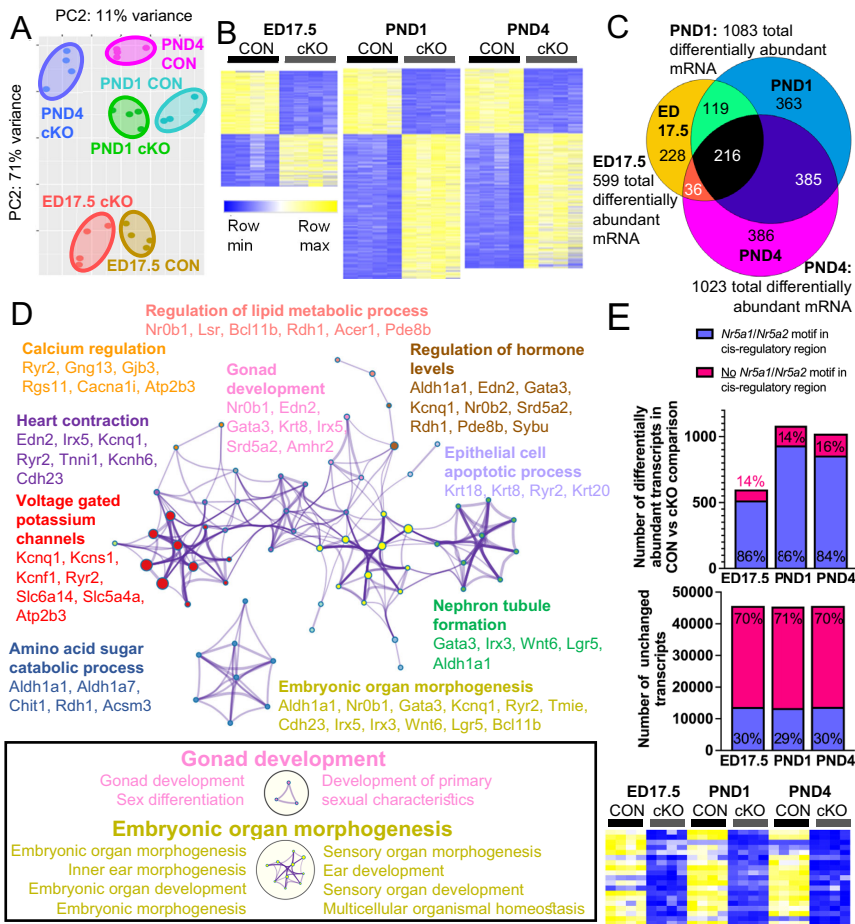 A
PC2: 11% variance
PC2: 71% variance
PND4
CON
PND1 CON
PND4
cKO
PND1 cKO
ED17.5 cKO
ED17.5 CON
B
ED17.5
PND1
PND4
CON
cKO
CON
cKO
CON
cKO
Row
min
Row
max
C
PND1: 1083 total
differentially abundant
mRNA
ED
17.5
228
119
PND1
363
216
36
385
386
PND4
ED17.5
599 total
differentially
abundant
mRNA
PND4:
1023 total differentially
abundant mRNA
D
Regulation of lipid metabolic process
Nr0b1, Lsr, Bcl11b, Rdh1, Acer1, Pde8b
Calcium regulation
Ryr2, Gng13, Gjb3,
Rgs11, Cacna1i, Atp2b3
Gonad
development
Nr0b1, Edn2,
Gata3, Krt8, Irx5,
Srd5a2, Amhr2
Regulation of hormone
levels
Aldh1a1, Edn2, Gata3,
Kcnq1, Nr0b2, Srd5a2,
Rdh1, Pde8b, Sybu
Heart contraction
Edn2, Irx5, Kcnq1,
Ryr2, Tnni1, Kcnh6,
Cdh23
Epithelial cell
apoptotic process
Krt18, Krt8, Ryr2, Krt20
Voltage gated
potassium
channels
Kcnq1, Kcns1,
Kcnf1, Ryr2,
Slc6a14, Slc5a4a,
Atp2b3
Nephron tubule
formation
Gata3, Irx3, Wnt6, Lgr5,
Aldh1a1
Amino acid sugar
catabolic process
Aldh1a1, Aldh1a7,
Chit1, Rdh1, Acsm3
Embryonic organ morphogenesis
Aldh1a1, Nr0b1, Gata3, Kcnq1, Ryr2, Tmie,
Cdh23, Irx5, Irx3, Wnt6, Lgr5, Bcl11b
Gonad development
Gonad development
Sex differentiation
Development of primary
sexual characteristics
Embryonic organ morphogenesis
Embryonic organ morphogenesis
Inner ear morphogenesis
Embryonic organ development
Embryonic morphogenesis
Sensory organ morphogenesis
Ear development
Sensory organ development
Multicellular organismal homeostasis
E
Nr5a1/Nr5a2 motif in
cis-regulatory region
No Nr5a1/Nr5a2 motif in
cis-regulatory region
Number of differentially
abundant transcripts in
CON vs cKO comparison
1000
500
0
14%
14%
16%
86%
86%
84%
ED17.5 PND1 PND4
Number of unchanged
transcripts
50000
40000
30000
20000
10000
0
70%
71%
70%
30%
29%
30%
ED17.5 PND1 PND4
ED17.5
PND1
PND4
CON
cKO
CON
cKO
CON
cKO